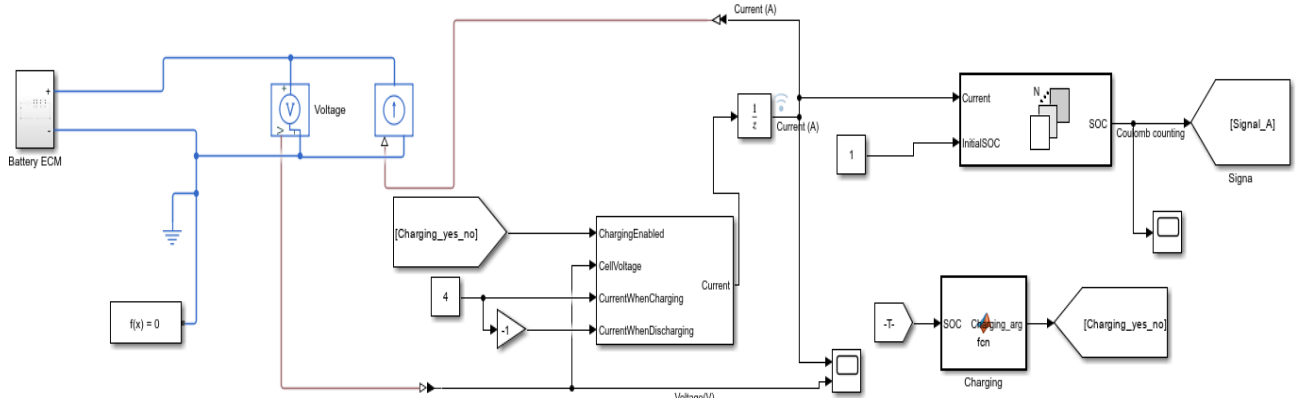 Current (A)
+
-
Battery ECM
+
V
Voltage
1
z
Current (A)
N
Current
InitialSOC
SOC
1
Coulomb counting
[Signal_A]
Signa
[Charging_yes_no]
ChargingEnabled
CellVoltage
CurrentWhenCharging
CurrentWhenDischarging
Current
4
-1
f(x) = 0
-T-
SOC
Charging_arg
fcn
Charging
[Charging_yes_no]
Voltage(V)